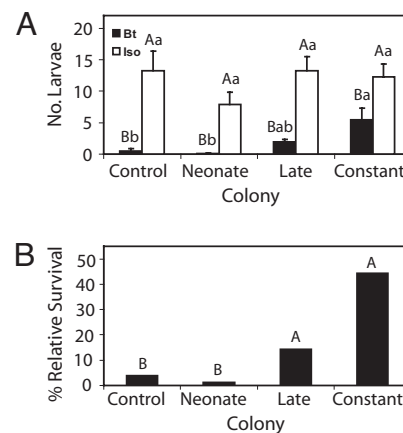 A
No. Larvae
20
15
10
5
0
Bt
Iso
Bb Aa Bb Aa Bab Aa Ba Aa
Control Neonate Late Constant
Colony
B
% Relative Survival
50
40
30
20
10
0
B B A A
Control Neonate Late Constant
Colony